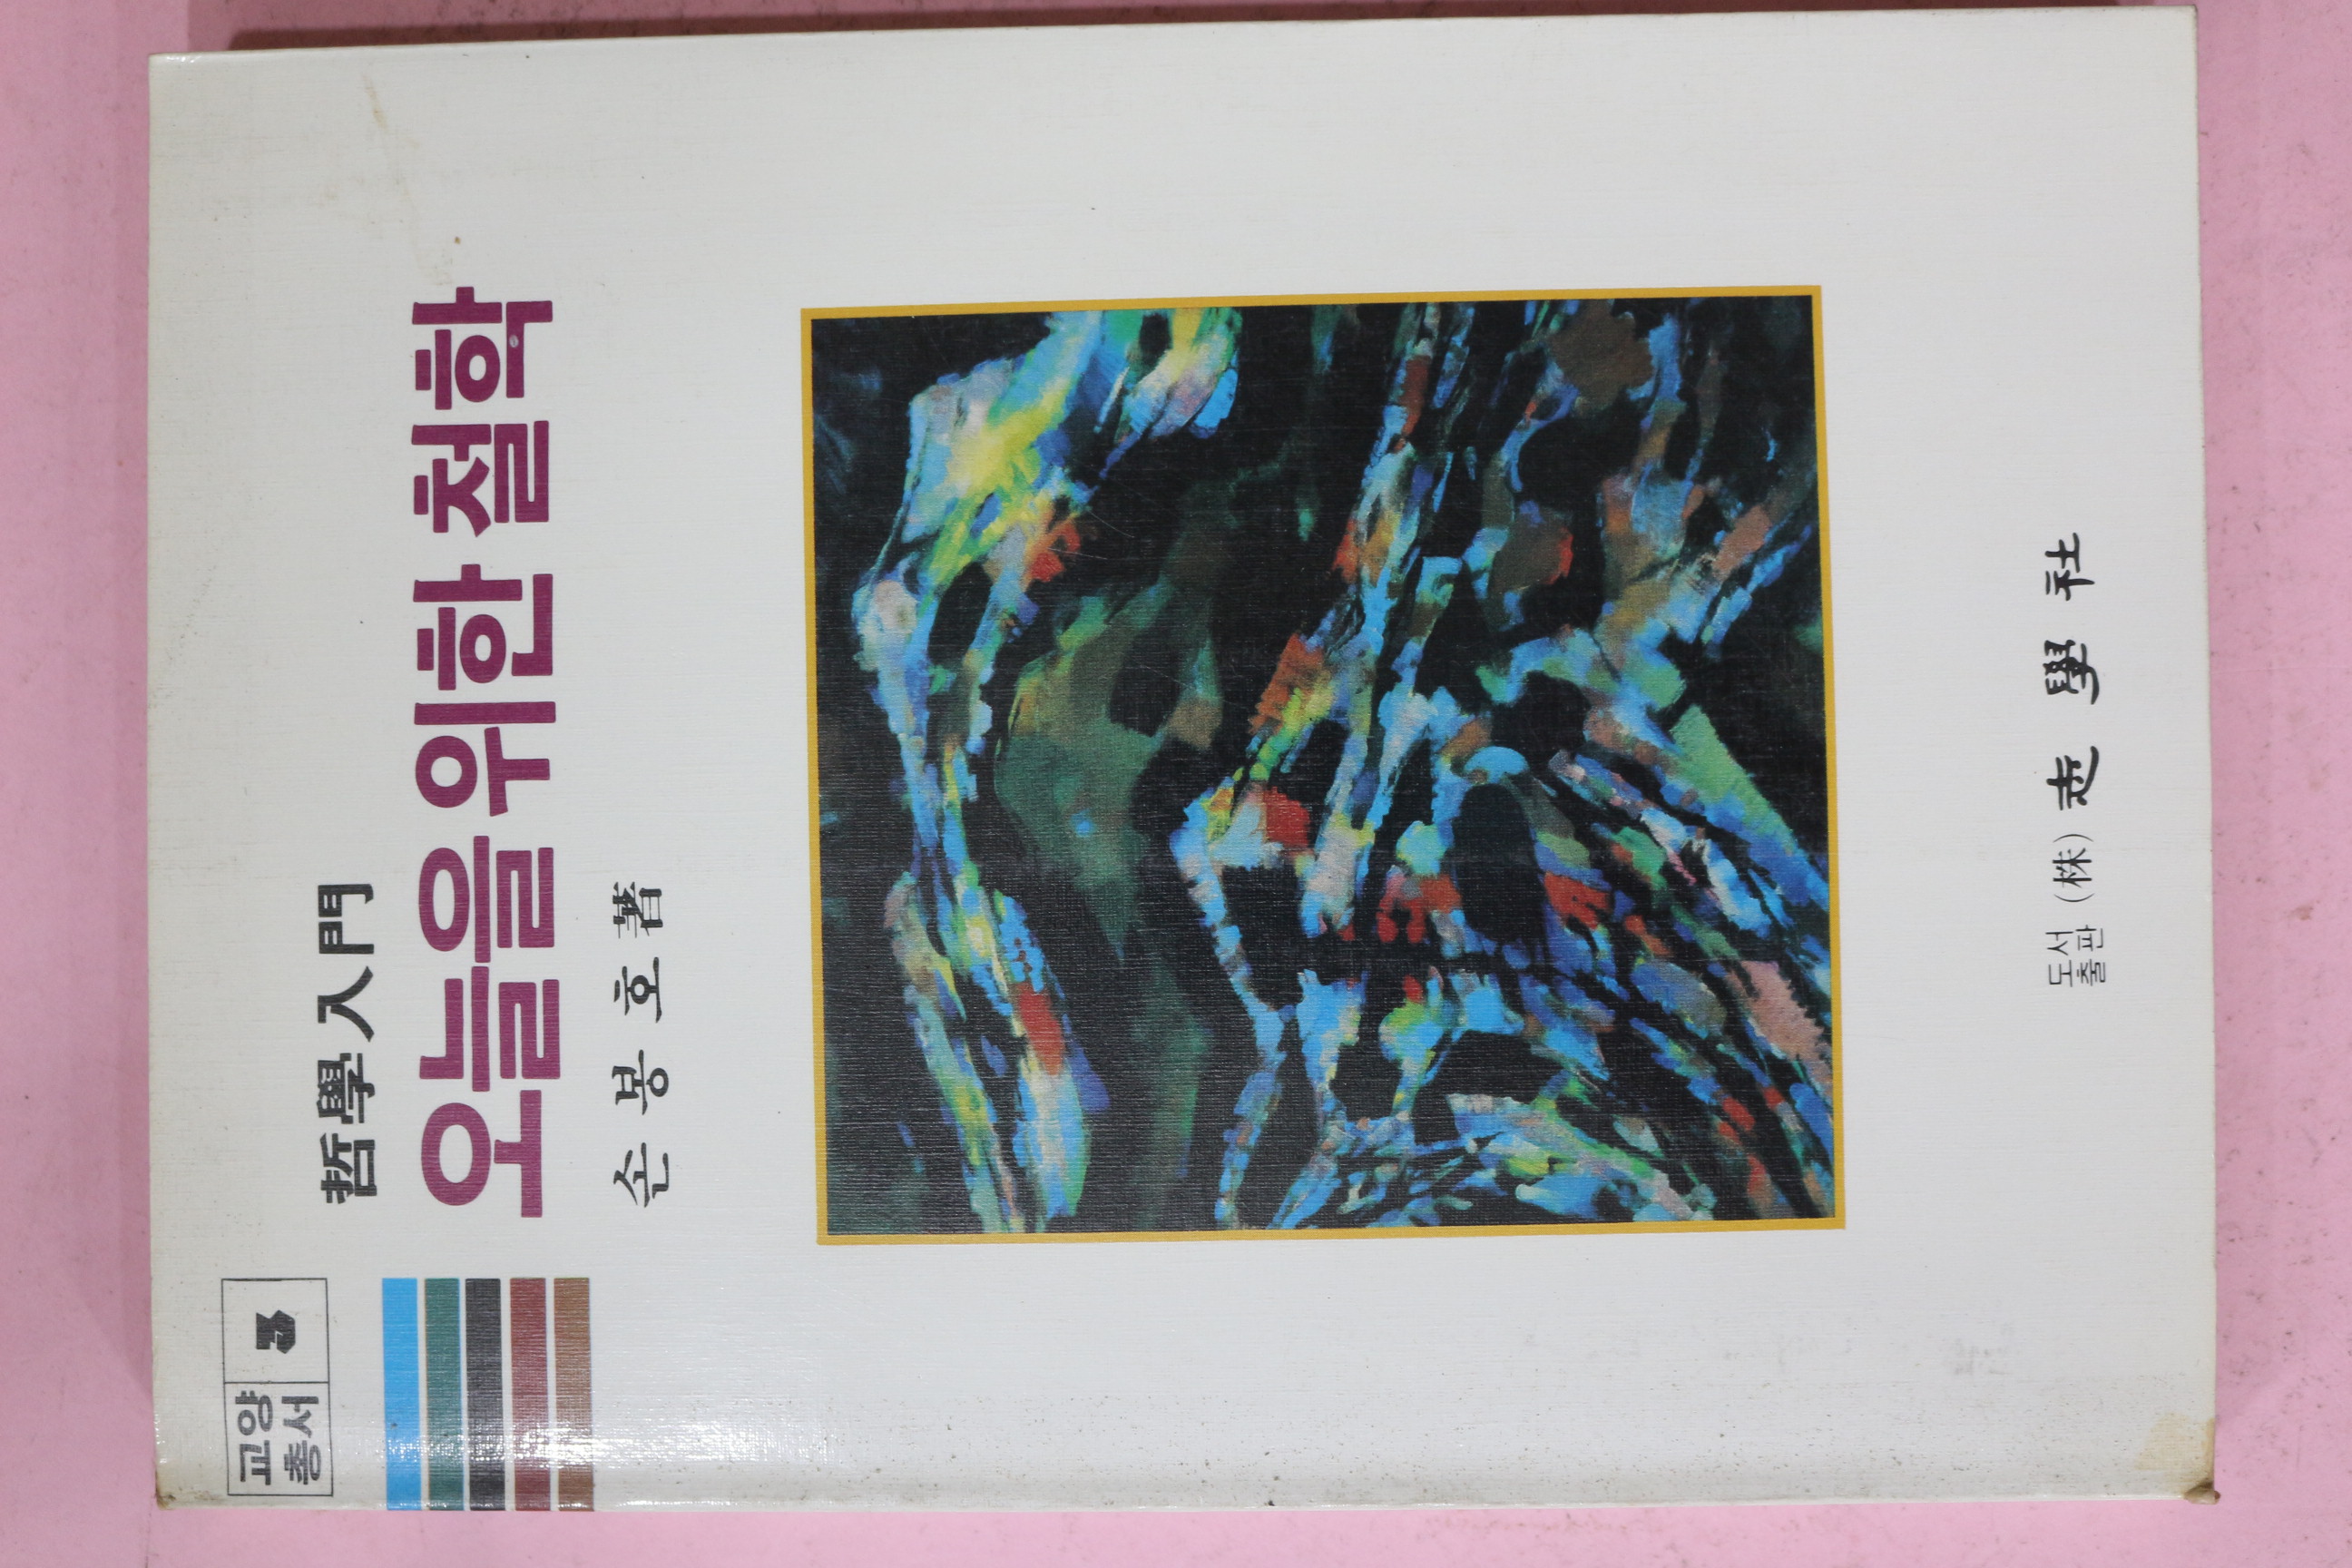 교양
총서
3
哲學入門
오늘을위한 철학
손봉호 著
도서
출판 (株) 志學社